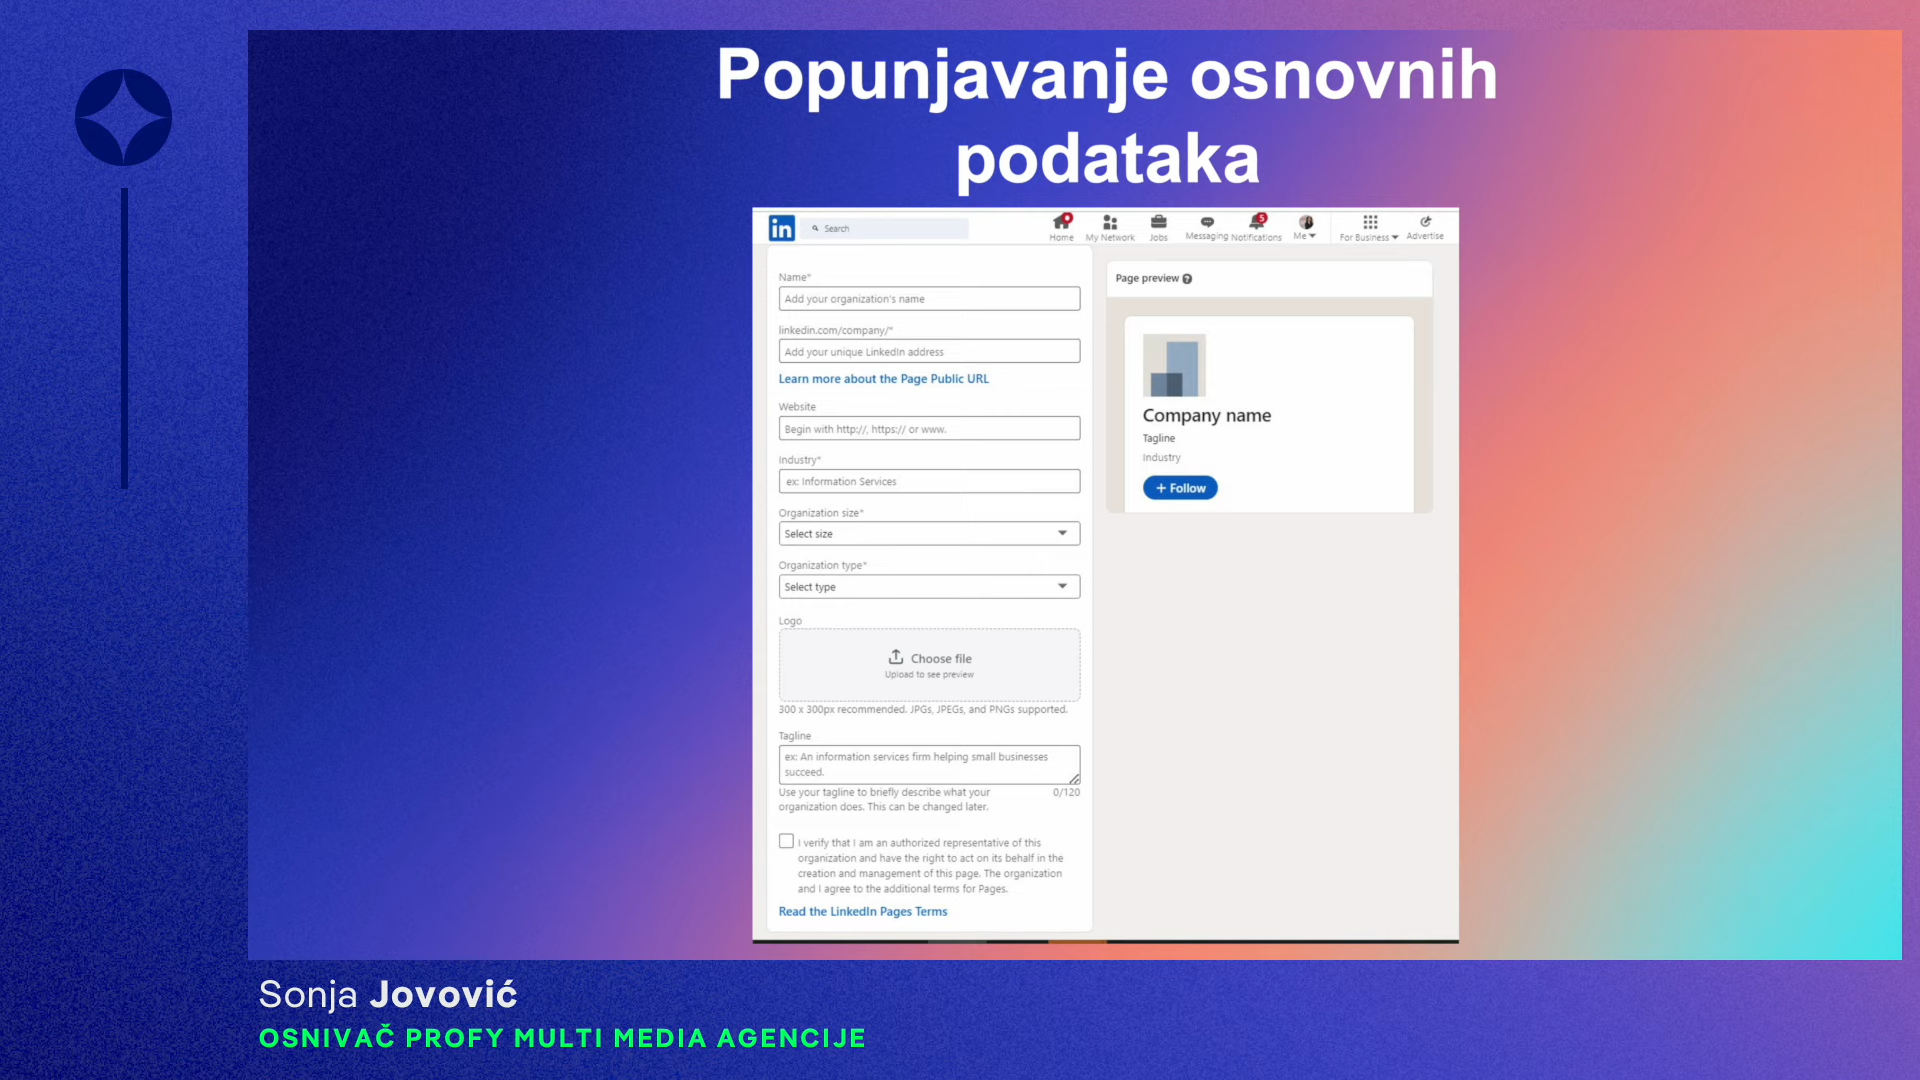 Popunjavanje osnovnih
podataka
in
Search
Home
My Network
Jobs
Messaging
5
Notifications
Me
For Business
Advertise
Name*
Add your organization's name
linkedin.com/company/*
Add your unique LinkedIn address
Learn more about the Page Public URL
Website
Begin with http://, https:// or www.
Industry*
ex: Information Services
Organization size*
Select size
Organization type*
Select type
Logo
Choose file
Upload to see preview
300 x 300px recommended. JPGs, JPEGs, and PNGs supported.
Tagline
ex: An information services firm helping small businesses
succeed.
Use your tagline to briefly describe what your
organization does. This can be changed later.
0/120
I verify that I am an authorized representative of this
organization and have the right to act on its behalf in the
creation and management of this page. The organization
and I agree to the additional terms for Pages.
Read the LinkedIn Pages Terms
Page preview ?
Company name
Tagline
Industry
+ Follow
Sonja Jovović
OSNIVAČ PROFY MULTI MEDIA AGENCIJE